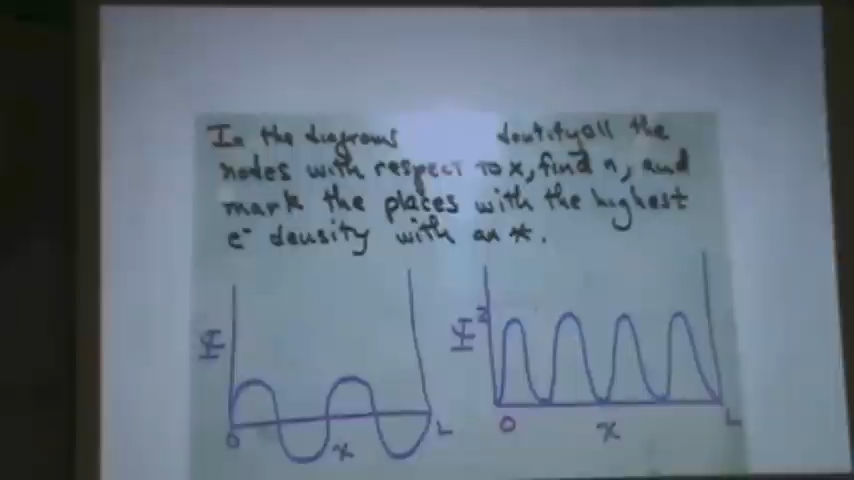 In the diagrams dentify all the
nodes with respect to x, find n, and
mark the places with the highest
e⁻ density with an *.
Ψ
Ψ²
0
x
L
0
x
L